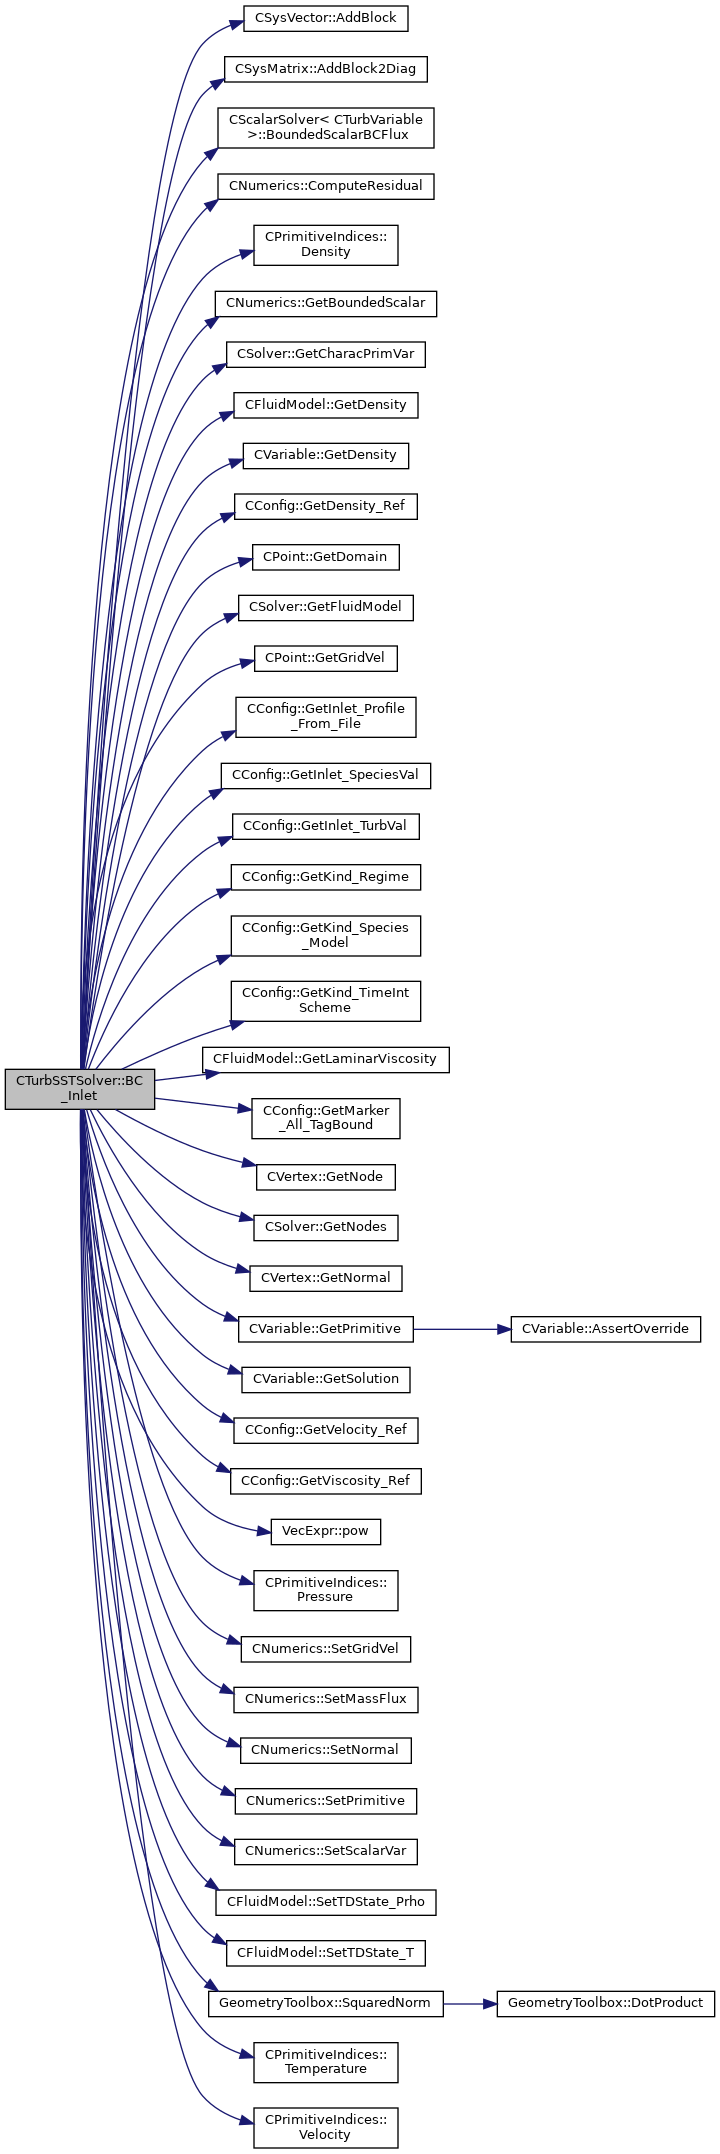 CSysVector::AddBlock
CSysMatrix::AddBlock2Diag
CScalarSolver< CTurbVariable
>::BoundedScalarBCFlux
CNumerics::ComputeResidual
CPrimitiveIndices::
Density
CNumerics::GetBoundedScalar
CSolver::GetCharacPrimVar
CFluidModel::GetDensity
CVariable::GetDensity
CConfig::GetDensity_Ref
CPoint::GetDomain
CSolver::GetFluidModel
CPoint::GetGridVel
CConfig::GetInlet_Profile
_From_File
CConfig::GetInlet_SpeciesVal
CConfig::GetInlet_TurbVal
CConfig::GetKind_Regime
CConfig::GetKind_Species
_Model
CConfig::GetKind_TimeInt
Scheme
CFluidModel::GetLaminarViscosity
CTurbSSTSolver::BC
_Inlet
CConfig::GetMarker
_All_TagBound
CVertex::GetNode
CSolver::GetNodes
CVertex::GetNormal
CVariable::GetPrimitive
CVariable::AssertOverride
CVariable::GetSolution
CConfig::GetVelocity_Ref
CConfig::GetViscosity_Ref
VecExpr::pow
CPrimitiveIndices::
Pressure
CNumerics::SetGridVel
CNumerics::SetMassFlux
CNumerics::SetNormal
CNumerics::SetPrimitive
CNumerics::SetScalarVar
CFluidModel::SetTDState_Prho
CFluidModel::SetTDState_T
GeometryToolbox::SquaredNorm
GeometryToolbox::DotProduct
CPrimitiveIndices::
Temperature
CPrimitiveIndices::
Velocity